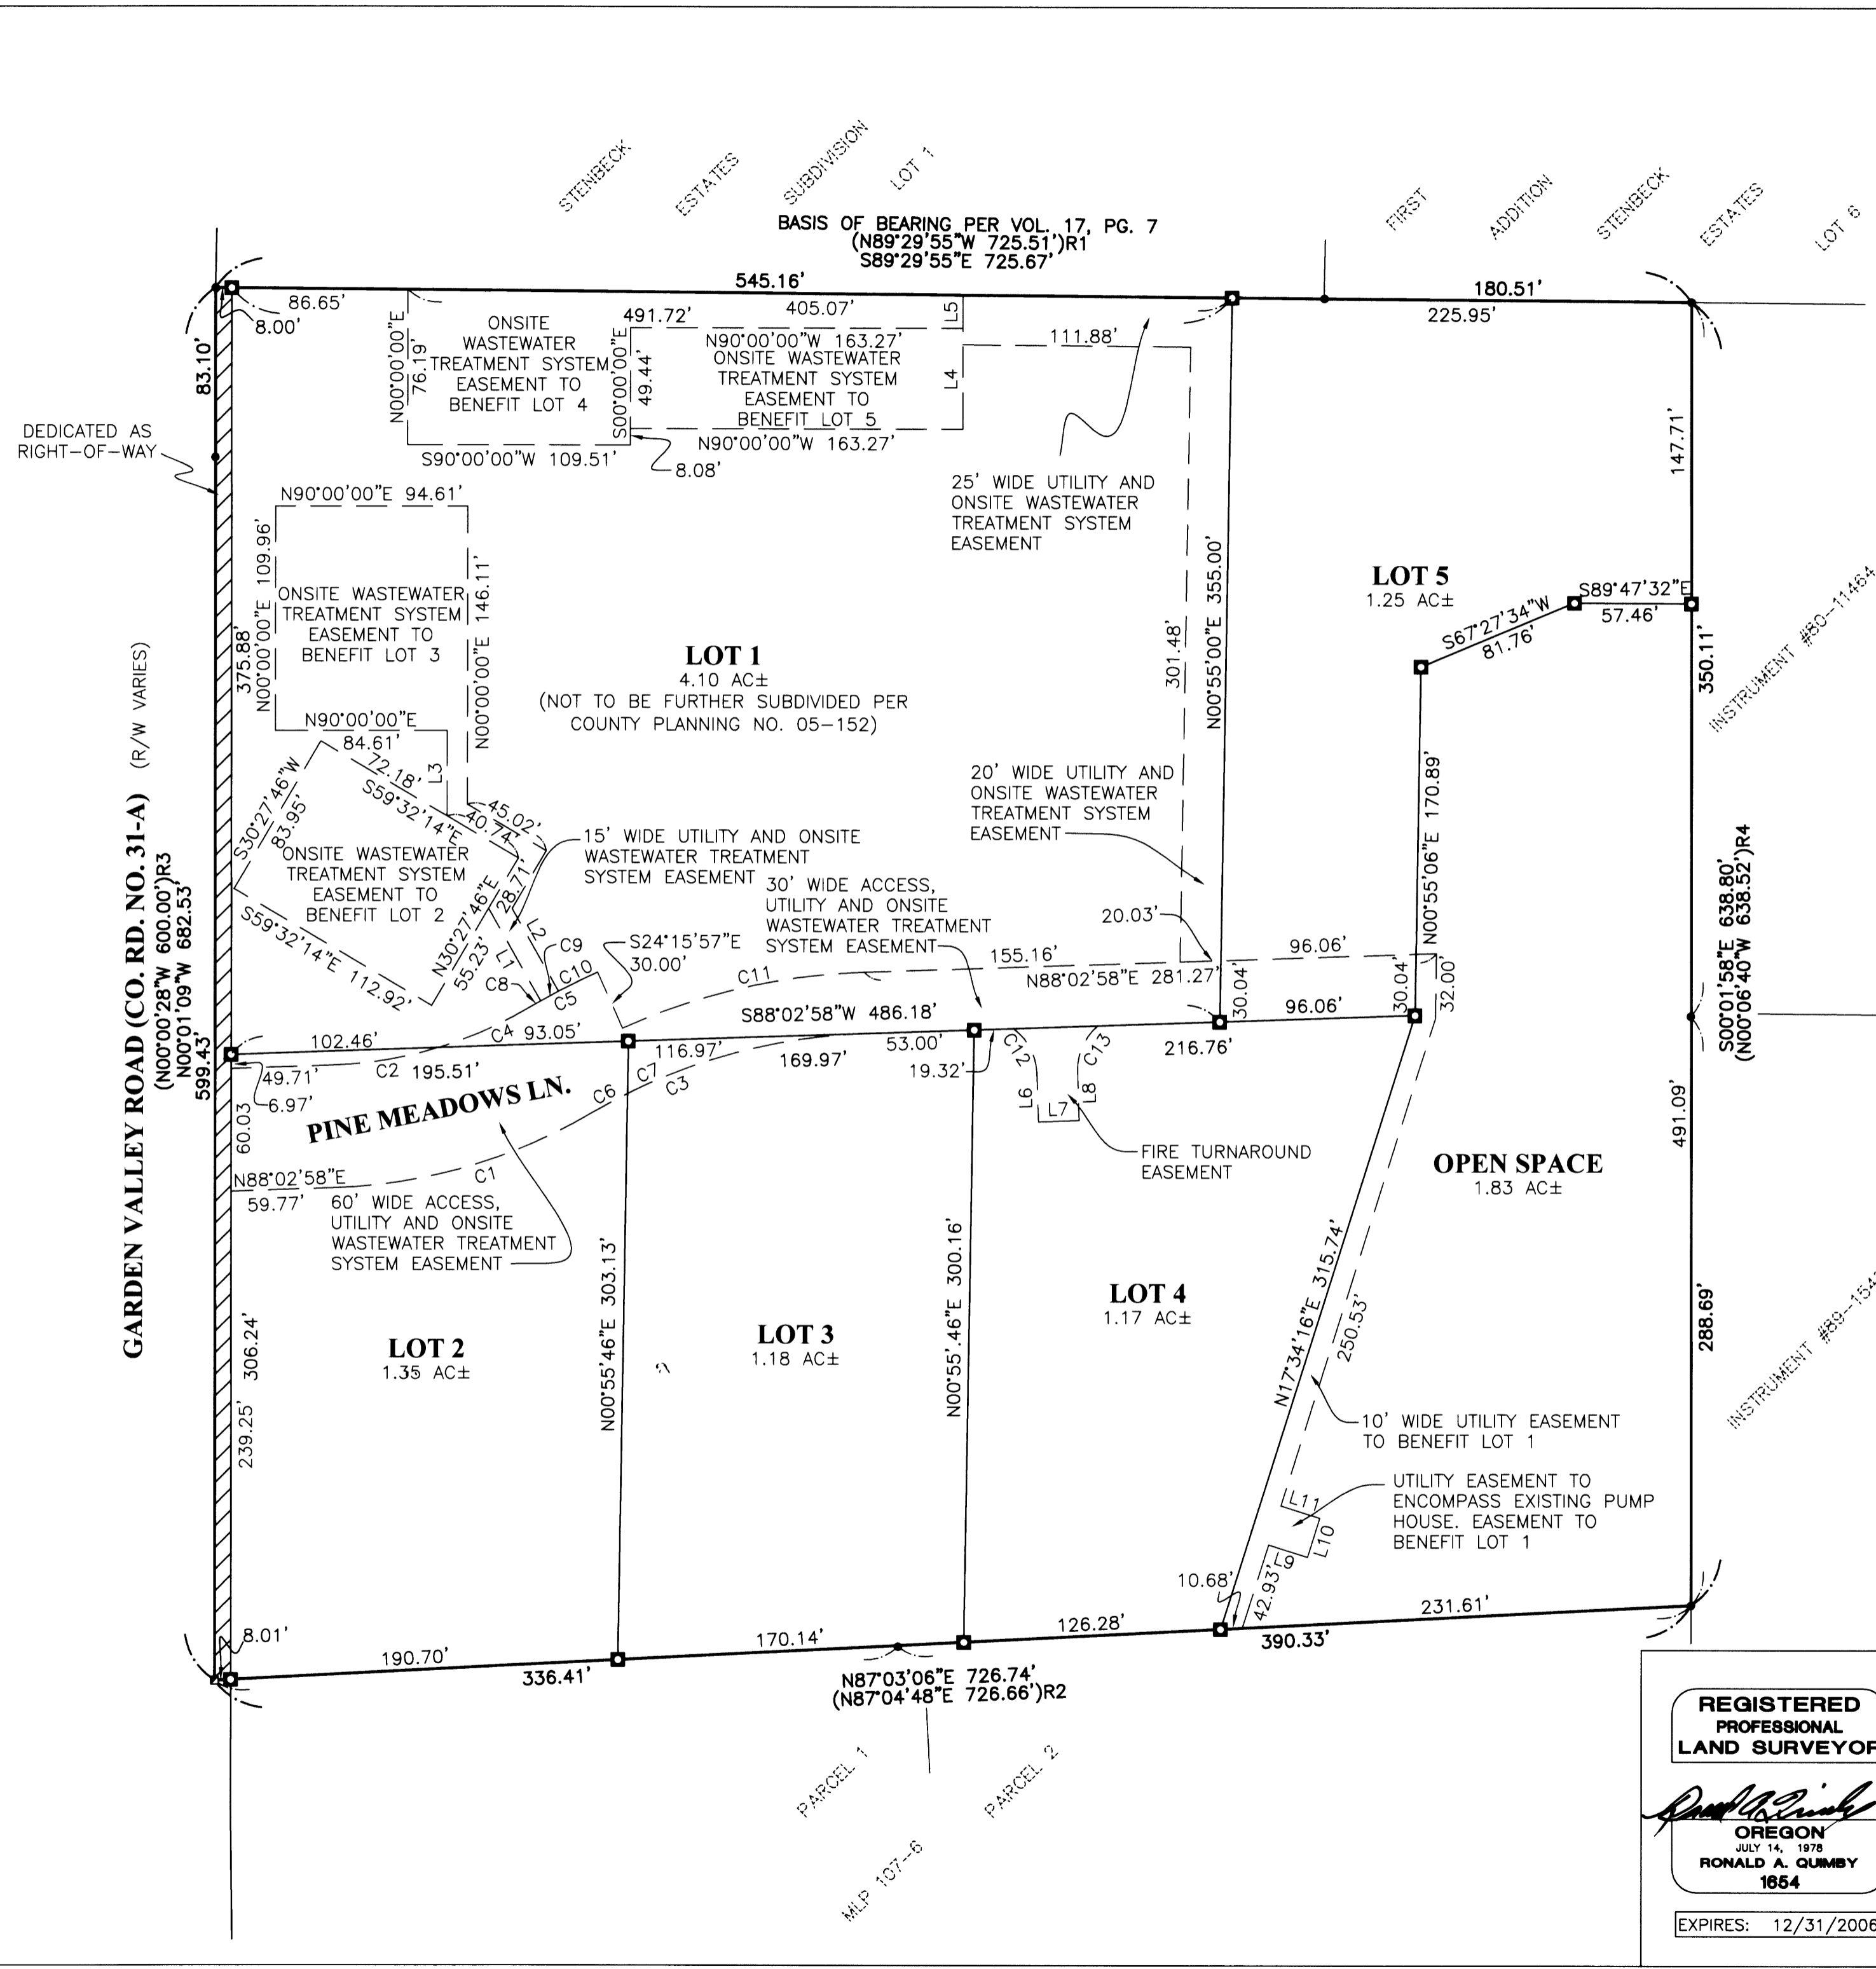 STENBECK ESTATES SUBDIVISION LOT 1
FIRST ADDITION STENBECK ESTATES LOT 6
BASIS OF BEARING PER VOL. 17, PG. 7
(N89°29'55"W 725.51')R1
S89°29'55"E 725.67'
545.16'
180.51'
86.65'
8.00'
491.72'
405.07'
225.95'
L5
83.10'
N00°00'00"E
76.19'
ONSITE
WASTEWATER
TREATMENT SYSTEM
EASEMENT TO
BENEFIT LOT 4
S00°00'00"E
49.44'
N90°00'00"W 163.27'
ONSITE WASTEWATER
TREATMENT SYSTEM
EASEMENT TO
BENEFIT LOT 5
L4
111.88'
N90°00'00"W 163.27'
S90°00'00"W 109.51'
8.08'
DEDICATED AS
RIGHT-OF-WAY
147.71'
25' WIDE UTILITY AND
ONSITE WASTEWATER
TREATMENT SYSTEM
EASEMENT
N90°00'00"E 94.61'
N00°00'00"E 109.96'
ONSITE WASTEWATER
TREATMENT SYSTEM
EASEMENT TO
BENEFIT LOT 3
N00°00'00"E 146.11'
375.88'
N90°00'00"E
84.61'
L3
LOT 1
4.10 AC±
(NOT TO BE FURTHER SUBDIVIDED PER
COUNTY PLANNING NO. 05-152)
301.48'
N00°55'00"E 355.00'
LOT 5
1.25 AC±
S89°47'32"E
57.46'
S67°27'34"W
81.76'
350.11'
INSTRUMENT #80-11464
N00°55'06"E 170.89'
GARDEN VALLEY ROAD (CO. RD. NO. 31-A) (R/W VARIES)
(N00°00'28"W 600.00')R3
N00°01'09"W 682.53'
599.43'
72.18'
S59°32'14"E
S30°27'46"W
83.95'
45.02'
40.74'
ONSITE WASTEWATER
TREATMENT SYSTEM
EASEMENT TO
BENEFIT LOT 2
S59°32'14"E 112.92'
N30°27'46"E
55.23'
28.71'
L1
L2
15' WIDE UTILITY AND ONSITE
WASTEWATER TREATMENT
SYSTEM EASEMENT
20' WIDE UTILITY AND
ONSITE WASTEWATER
TREATMENT SYSTEM
EASEMENT
30' WIDE ACCESS,
UTILITY AND ONSITE
WASTEWATER TREATMENT
SYSTEM EASEMENT
S24°15'57"E
30.00'
C9
C10
C8
C5
C4
C11
20.03'
155.16'
N88°02'58"E 281.27'
96.06'
30.04'
30.04'
32.00'
S88°02'58"W 486.18'
96.06'
S00°01'58"E 638.80'
(N00°06'40"W 638.52')R4
102.46'
93.05'
116.97'
53.00'
216.76'
49.71'
C2
195.51'
C7
169.97'
C3
C6
19.32'
C12
C13
L6
L7
L8
6.97'
60.03
PINE MEADOWS LN.
FIRE TURNAROUND
EASEMENT
N88°02'58"E
59.77'
C1
60' WIDE ACCESS,
UTILITY AND ONSITE
WASTEWATER TREATMENT
SYSTEM EASEMENT
491.09'
OPEN SPACE
1.83 AC±
306.24'
239.25'
LOT 2
1.35 AC±
N00°55'46"E 303.13'
LOT 3
1.18 AC±
N00°55'.46"E 300.16'
LOT 4
1.17 AC±
N17°34'16"E 315.74'
250.53'
288.69'
10' WIDE UTILITY EASEMENT
TO BENEFIT LOT 1
UTILITY EASEMENT TO
ENCOMPASS EXISTING PUMP
HOUSE. EASEMENT TO
BENEFIT LOT 1
L11
L10
L9
42.93'
10.68'
8.01'
190.70'
336.41'
170.14'
126.28'
390.33'
231.61'
N87°03'06"E 726.74'
(N87°04'48"E 726.66')R2
PARCEL 1
PARCEL 2
MLP 107-6
REGISTERED
PROFESSIONAL
LAND SURVEYOR
OREGON
JULY 14, 1978
RONALD A. QUIMBY
1654
EXPIRES: 12/31/2006